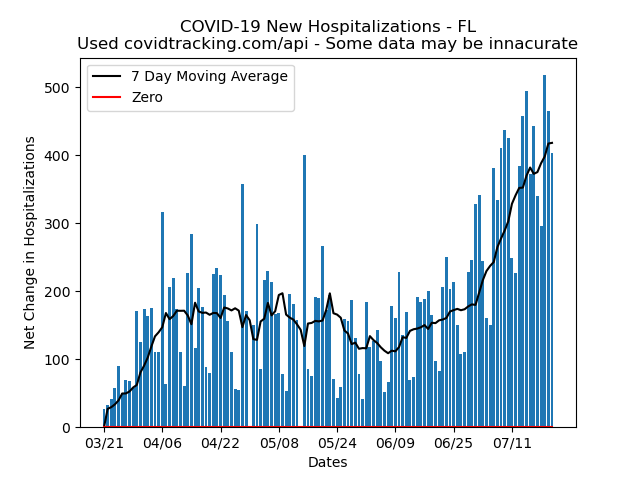 COVID-19 New Hospitalizations - FL
Used covidtracking.com/api - Some data may be innacurate
7 Day Moving Average
Zero
Net Change in Hospitalizations
500
400
300
200
100
0
03/21 04/06 04/22 05/08 05/24 06/09 06/25 07/11
Dates